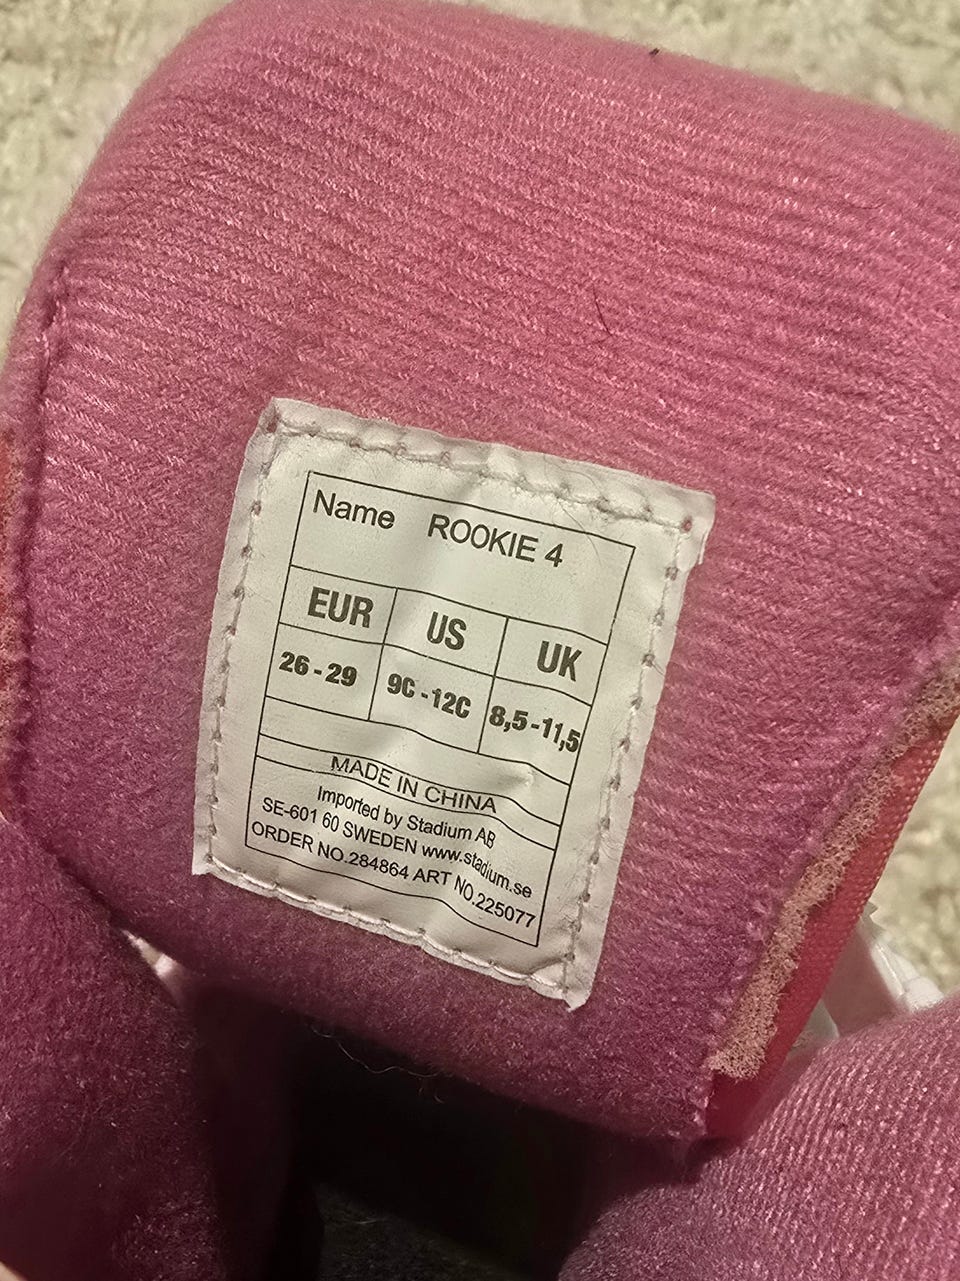 Name ROOKIE 4
EUR US UK
26 - 29 9C - 12C 8,5 - 11,5
MADE IN CHINA
Imported by Stadium AB
SE-601 60 SWEDEN www.stadium.se
ORDER NO.284864 ART NO.225077